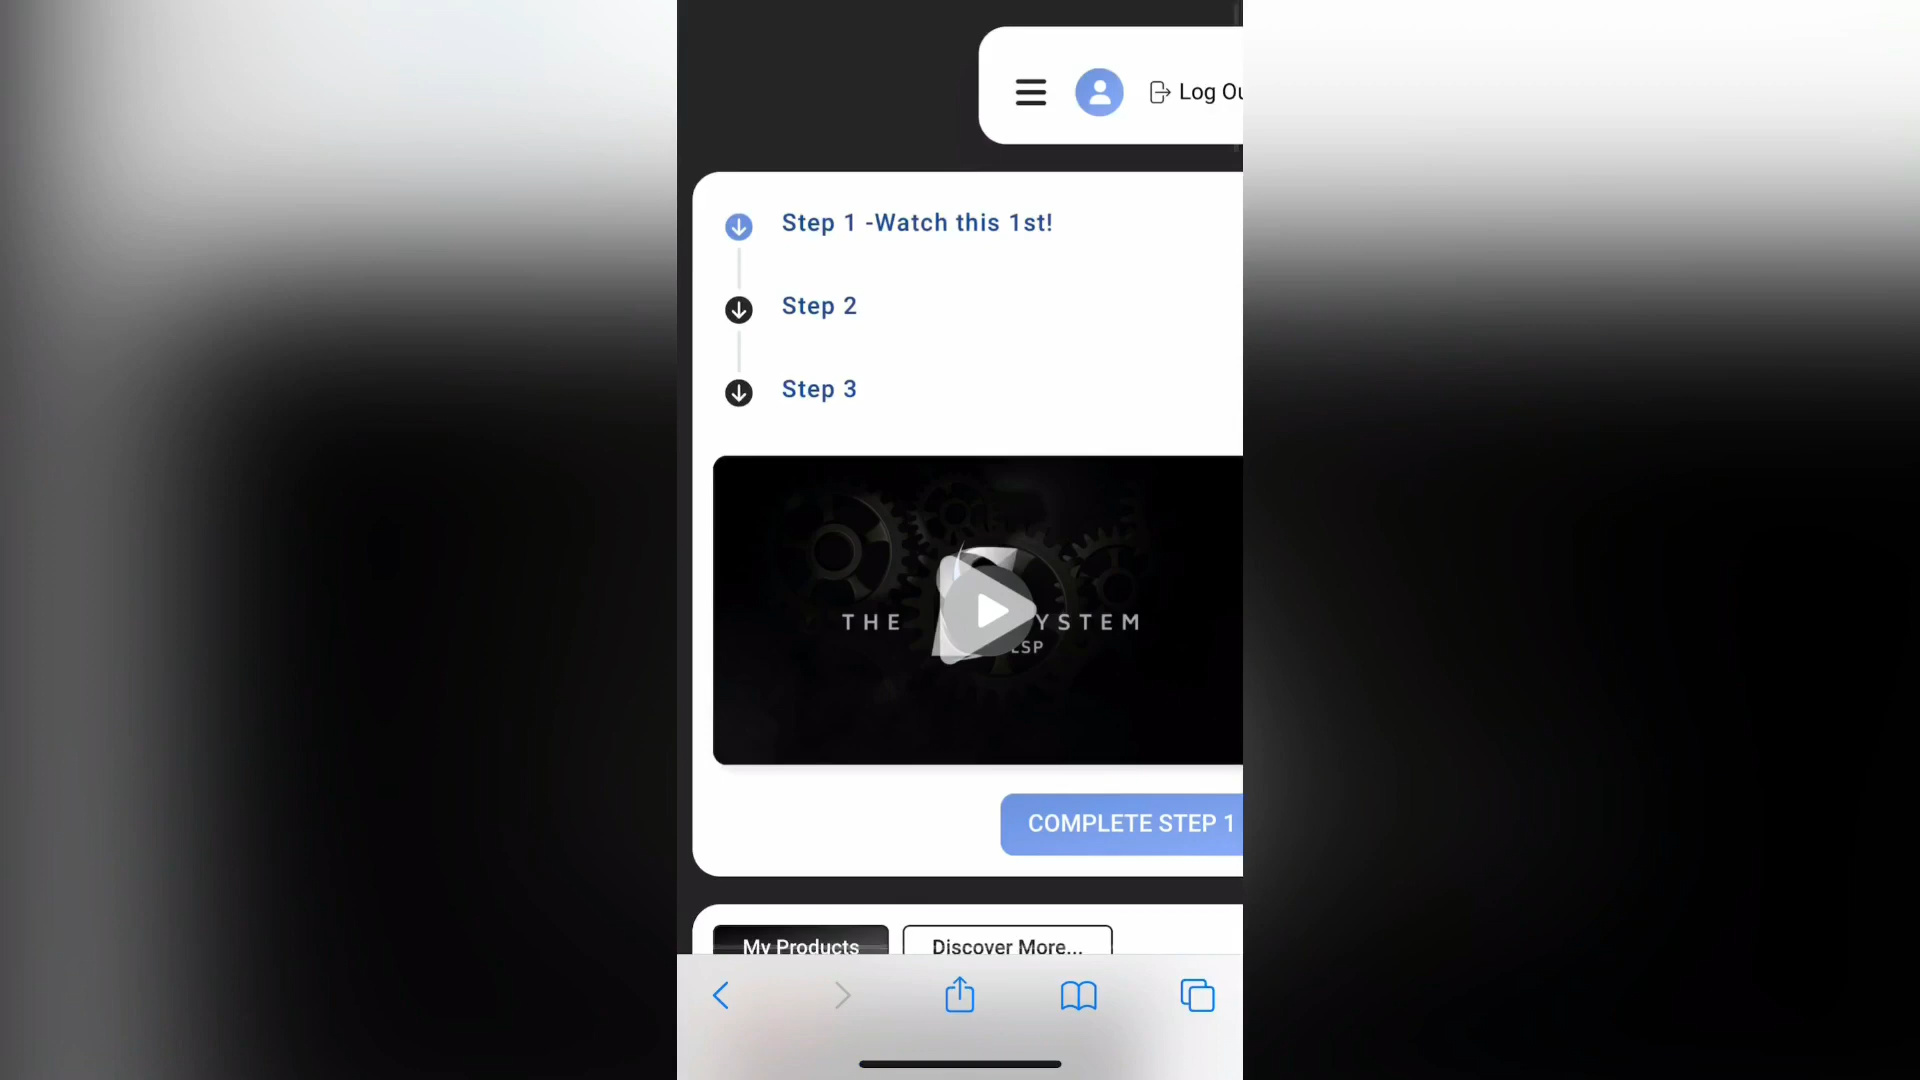 Log Ou
Step 1 -Watch this 1st!
Step 2
Step 3
THE
YSTEM
LSP
COMPLETE STEP 1
My Products
Discover More...